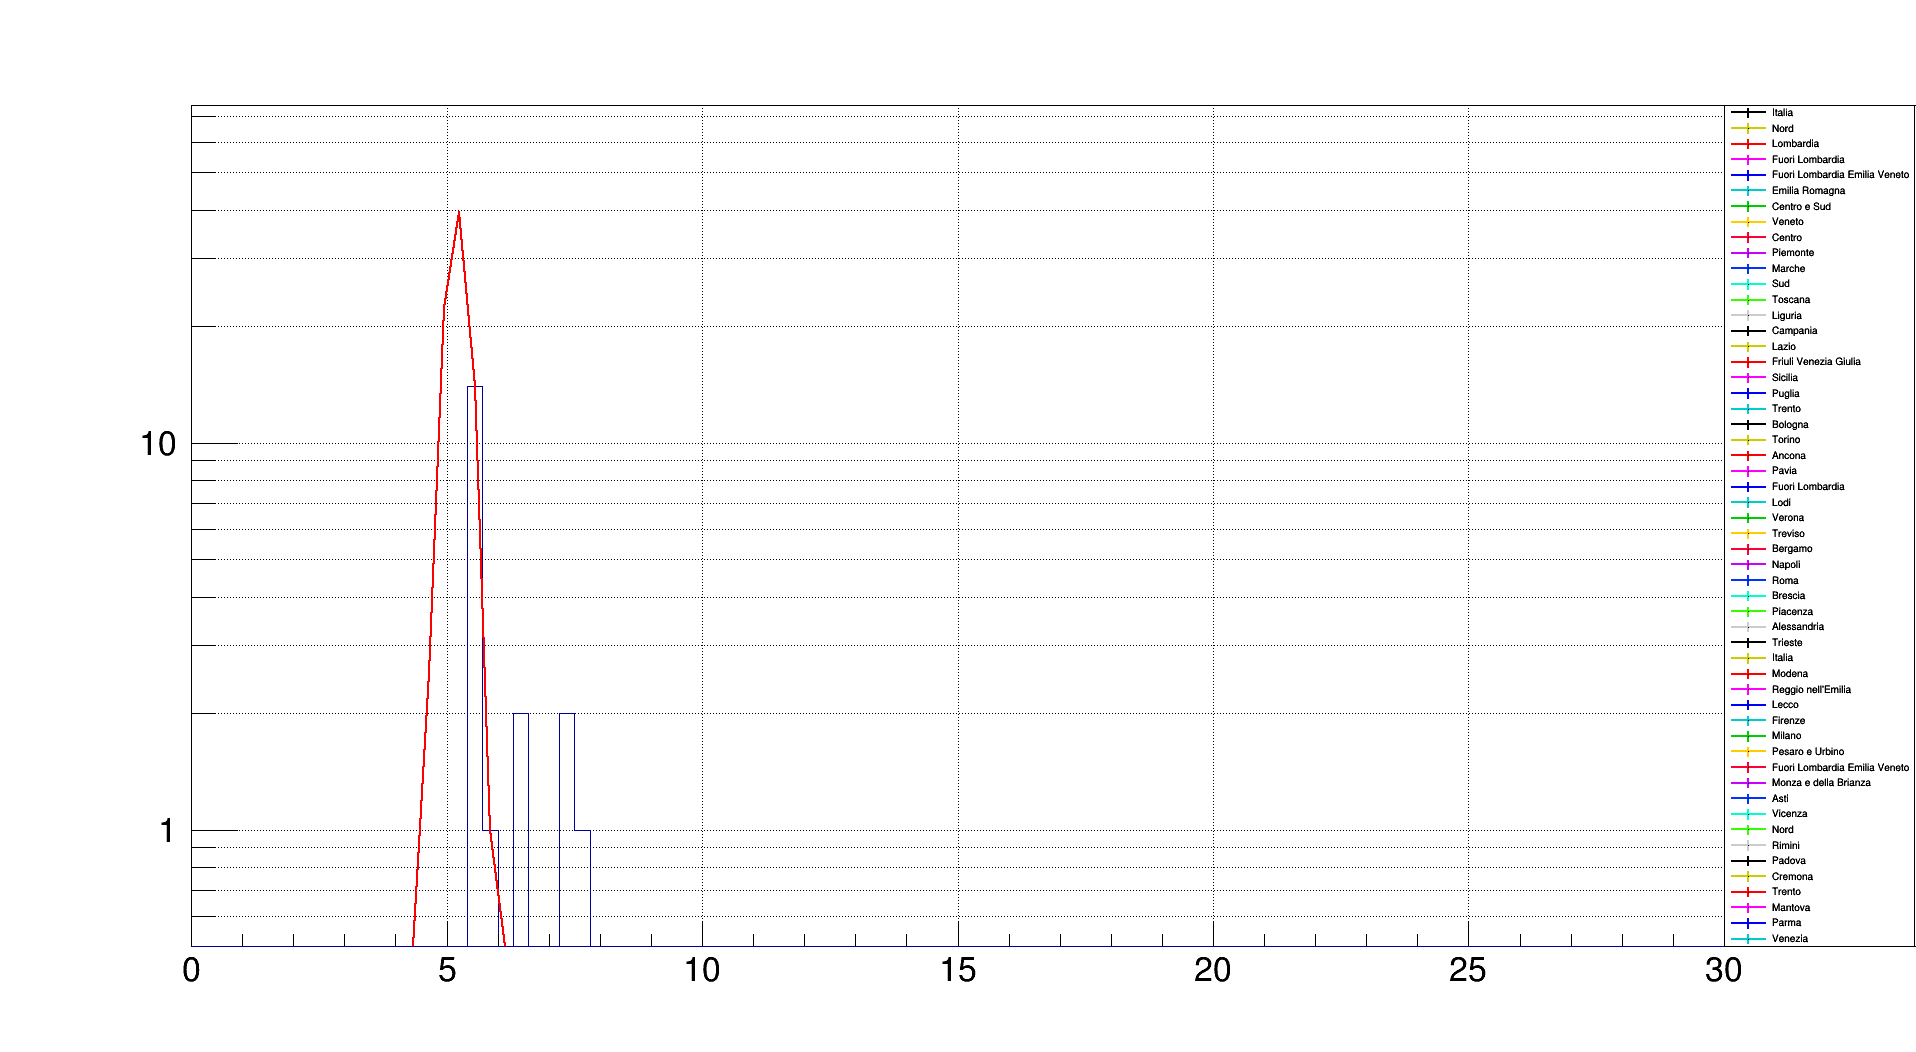 10
1
0 5 10 15 20 25 30
Italia
Nord
Lombardia
Fuori Lombardia
Fuori Lombardia Emilia Veneto
Emilia Romagna
Centro e Sud
Veneto
Centro
Piemonte
Marche
Sud
Toscana
Liguria
Campania
Lazio
Friuli Venezia Giulia
Sicilia
Puglia
Trento
Bologna
Torino
Ancona
Pavia
Fuori Lombardia
Lodi
Verona
Treviso
Bergamo
Napoli
Roma
Brescia
Piacenza
Alessandria
Trieste
Italia
Modena
Reggio nell'Emilia
Lecco
Firenze
Milano
Pesaro e Urbino
Fuori Lombardia Emilia Veneto
Monza e della Brianza
Asti
Vicenza
Nord
Rimini
Padova
Cremona
Trento
Mantova
Parma
Venezia